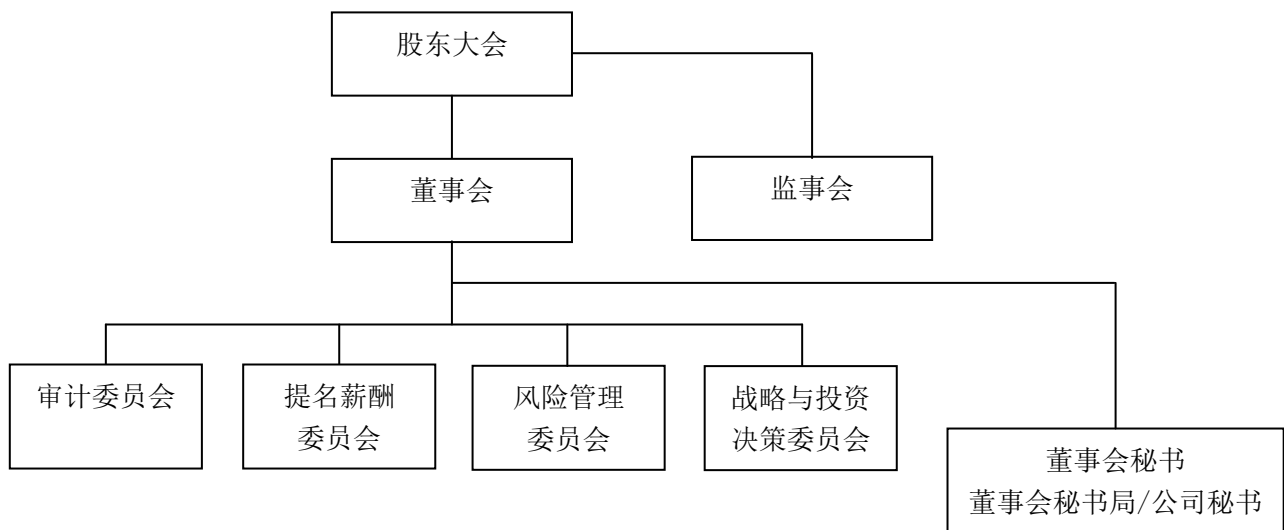 股东大会
董事会
监事会
审计委员会
提名薪酬
委员会
风险管理
委员会
战略与投资
决策委员会
董事会秘书
董事会秘书局/公司秘书